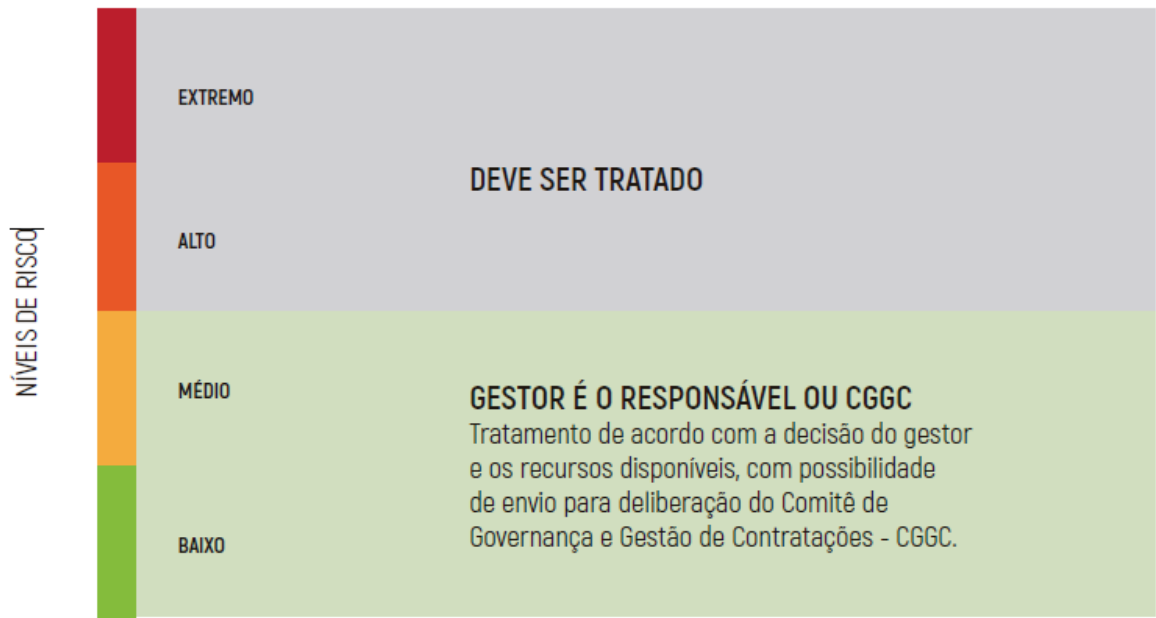 NÍVEIS DE RISCO
EXTREMO
DEVE SER TRATADO
ALTO
MÉDIO
GESTOR É O RESPONSÁVEL OU CGGC
Tratamento de acordo com a decisão do gestor
e os recursos disponíveis, com possibilidade
de envio para deliberação do Comitê de
Governança e Gestão de Contratações - CGGC.
BAIXO